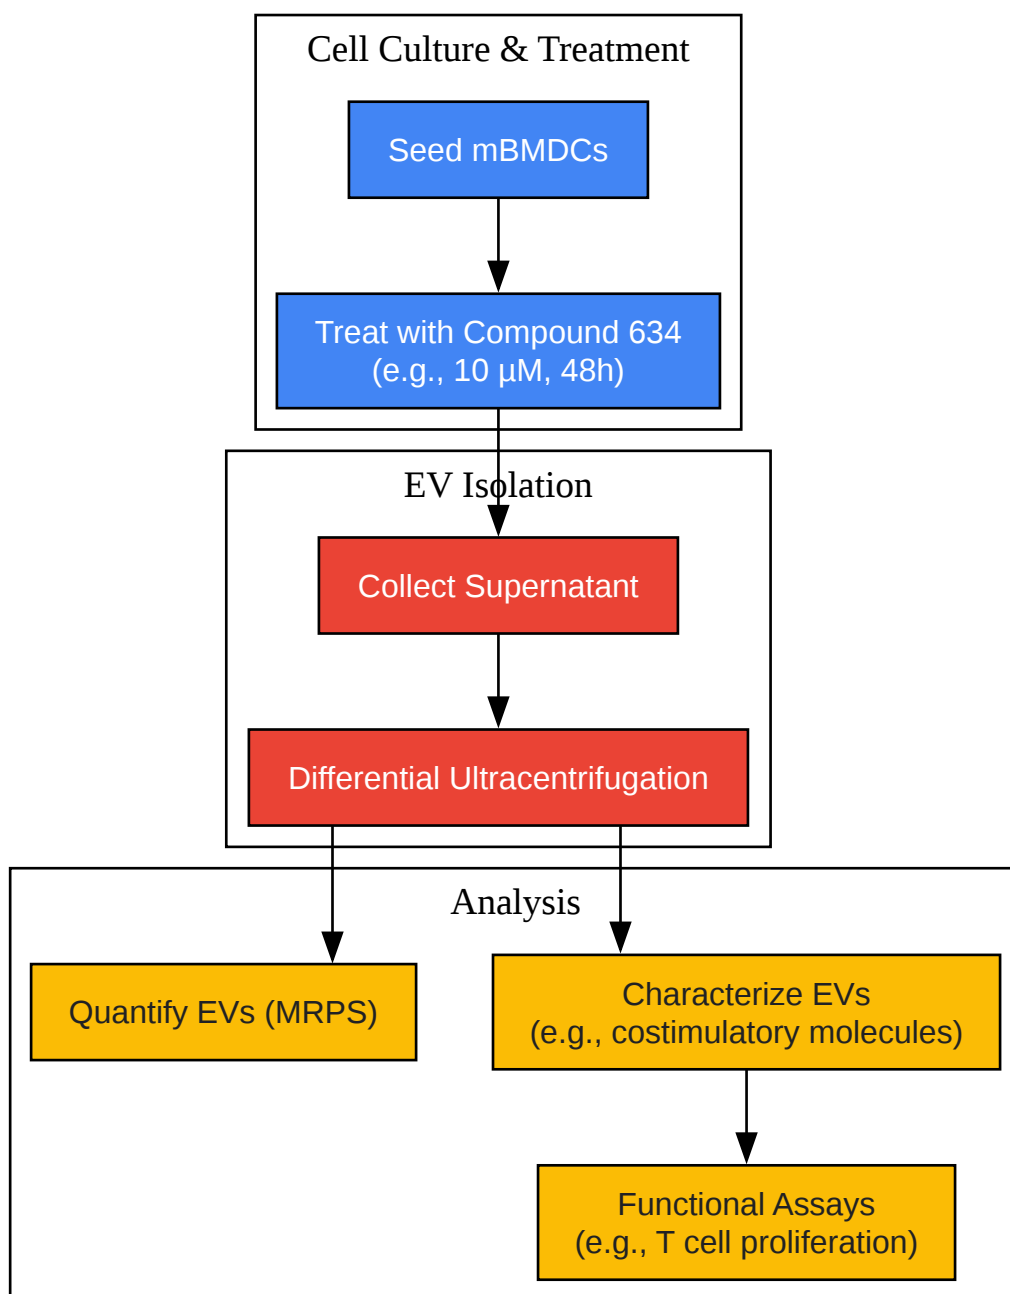 Cell Culture & Treatment
Seed mBMDCs
Treat with Compound 634
(e.g., 10 µM, 48h)
EV Isolation
Collect Supernatant
Differential Ultracentrifugation
Analysis
Quantify EVs (MRPS)
Characterize EVs
(e.g., costimulatory molecules)
Functional Assays
(e.g., T cell proliferation)